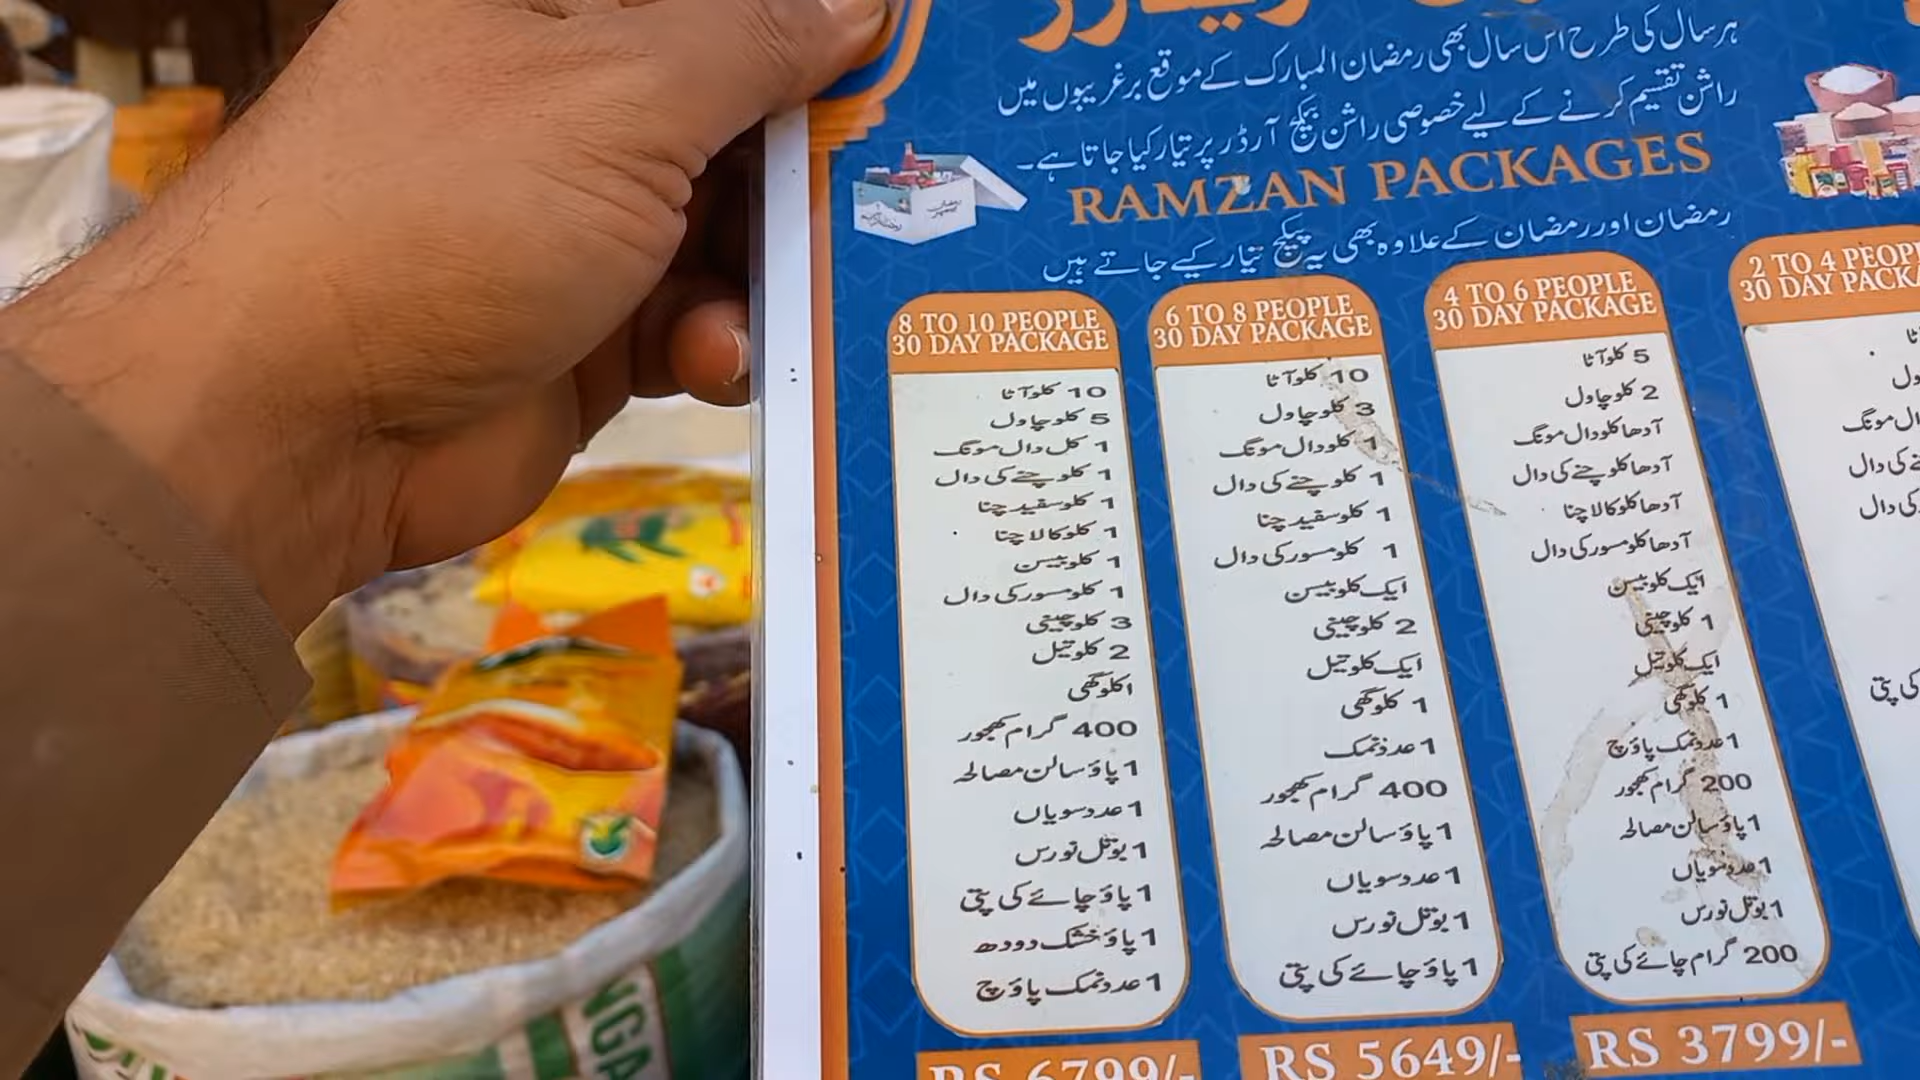 ہر سال کی طرح اس سال بھی رمضان المبارک کے موقع پر غریبوں میں
راشن تقسیم کرنے کے لیے خصوصی راشن پیکج آرڈر پر تیار کیا جاتا ہے۔
RAMZAN PACKAGES
رمضان اور رمضان کے علاوہ بھی یہ پیکج تیار کیے جاتے ہیں
8 TO 10 PEOPLE
30 DAY PACKAGE
10 کلو آٹا
5 کلو چاول
1 کل دال مونگ
1 کلو چنے کی دال
1 کلو سفید چنا
1 کلو کالا چنا
1 کلو بیسن
1 کلو مسور کی دال
3 کلو چینی
2 کلو تیل
1کلو گھی
400 گرام کھجور
1 پاؤ سالن مصالحہ
1 عدد سویاں
1 بوتل نورس
1 پاؤ چائے کی پتی
1 پاؤ خشک دودھ
1 عدد نمک پاؤچ
RS 6799/-
6 TO 8 PEOPLE
30 DAY PACKAGE
10 کلو آٹا
3 کلو چاول
1 کلو دال مونگ
1 کلو چنے کی دال
1 کلو سفید چنا
1 کلو مسور کی دال
ایک کلو بیسن
2 کلو چینی
ایک کلو تیل
1 کلو گھی
1 عدد نمک
400 گرام کھجور
1 پاؤ سالن مصالحہ
1 عدد سویاں
1 بوتل نورس
1 پاؤ چائے کی پتی
RS 5649/-
4 TO 6 PEOPLE
30 DAY PACKAGE
5 کلو آٹا
2 کلو چاول
آدھا کلو دال مونگ
آدھا کلو چنے کی دال
آدھا کلو کالا چنا
آدھا کلو مسور کی دال
ایک کلو بیسن
1 کلو چینی
ایک کلو تیل
1 کلو گھی
1 عدد نمک پاؤچ
200 گرام کھجور
1 پاؤ سالن مصالحہ
1 عدد سویاں
1 بوتل نورس
200 گرام چائے کی پتی
RS 3799/-
2 TO 4
30 DAY
مونگ
کی دال
کی دال
کی پتی